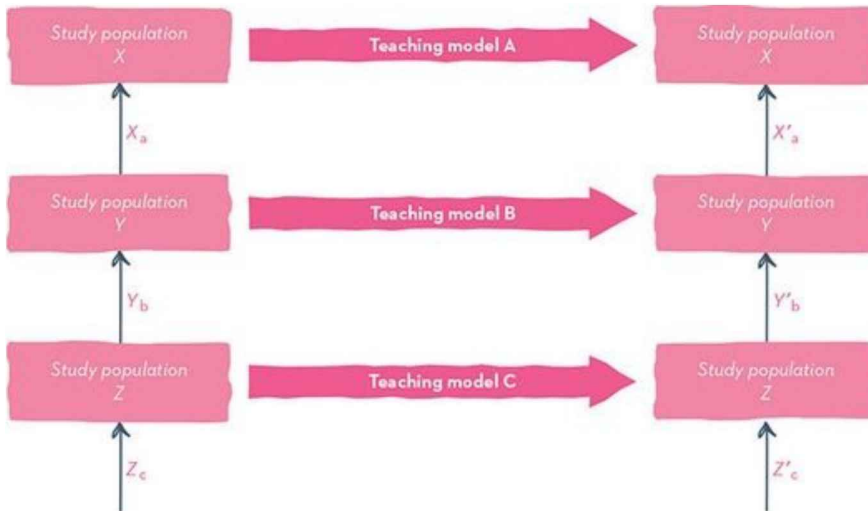 Study population
X
Teaching model A
Study population
X
Xa
X'a
Study population
Y
Teaching model B
Study population
Y
Yb
Y'b
Study population
Z
Teaching model C
Study population
Z
Zc
Z'c